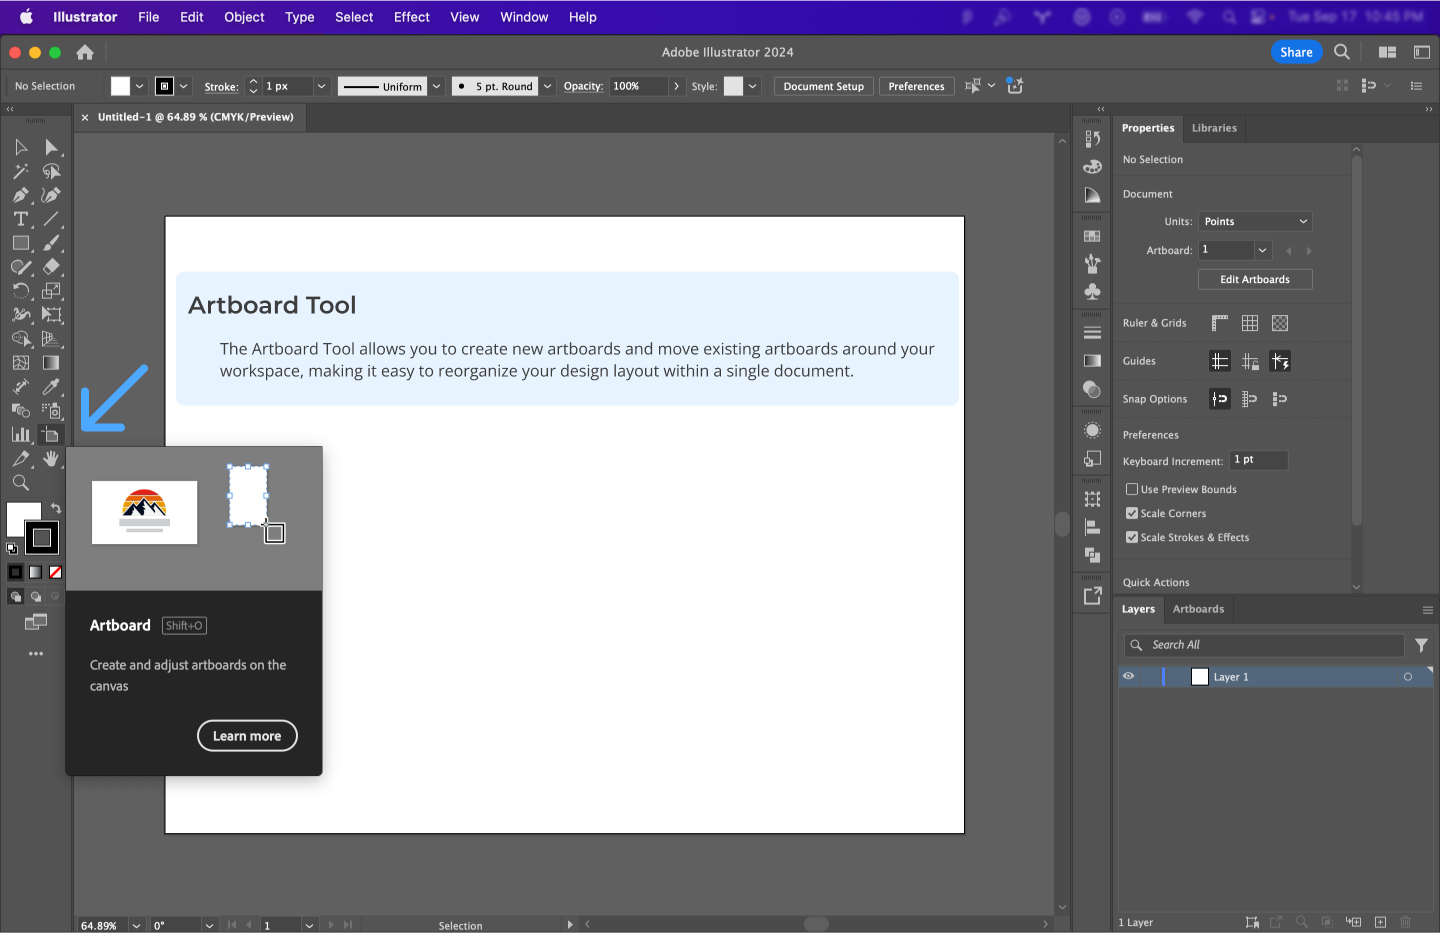 Illustrator File Edit Object Type Select Effect View Window Help
Tue Sep 17 10:45 PM
Adobe Illustrator 2024
Share
No Selection
Stroke: 1 px
Uniform
5 pt. Round
Opacity: 100%
Style:
Document Setup
Preferences
× Untitled-1 @ 64.89 % (CMYK/Preview)
Artboard Tool
The Artboard Tool allows you to create new artboards and move existing artboards around your
workspace, making it easy to reorganize your design layout within a single document.
Artboard Shift+O
Create and adjust artboards on the
canvas
Learn more
Properties Libraries
No Selection
Document
Units: Points
Artboard: 1
Edit Artboards
Ruler & Grids
Guides
Snap Options
Preferences
Keyboard Increment: 1 pt
Use Preview Bounds
Scale Corners
Scale Strokes & Effects
Quick Actions
Layers Artboards
Search All
Layer 1
1 Layer
64.89% 0° 1 Selection